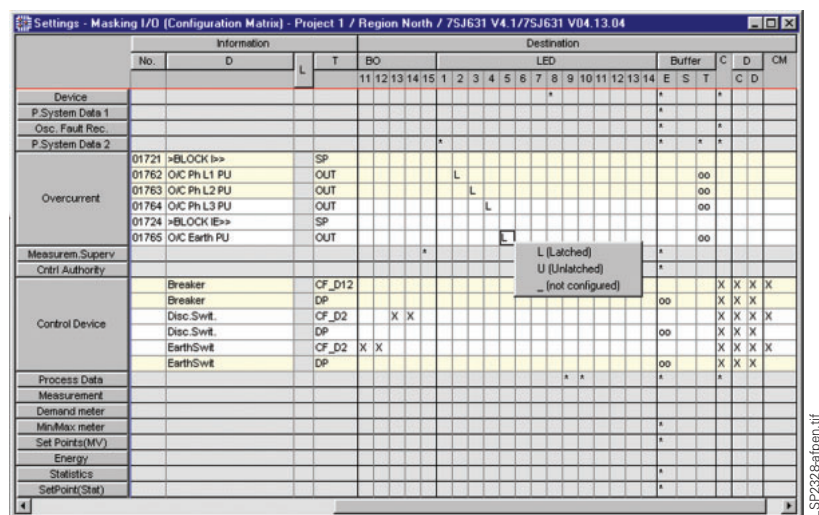 Settings - Masking I/O (Configuration Matrix) - Project 1 / Region North / 7SJ631 V4.1/7SJ631 V04.13.04
Information Destination
No. D L T BO LED Buffer C D CM
11 12 13 14 15 1 2 3 4 5 6 7 8 9 10 11 12 13 14 E S T C D
Device * * *
P.System Data 1 *
Osc. Fault Rec. * *
P.System Data 2 * * * *
Overcurrent
01721 >BLOCK I>> SP
01762 O/C Ph L1 PU OUT L oo
01763 O/C Ph L2 PU OUT L oo
01764 O/C Ph L3 PU OUT L oo
01724 >BLOCK IE>> SP
01765 O/C Earth PU OUT L oo
L (Latched)
U (Unlatched)
_ (not configured)
Measurem.Superv * *
Cntrl Authority *
Control Device
Breaker CF_D12 X X X X
Breaker DP oo X X X
Disc.Swit. CF_D2 X X X X X X
Disc.Swit. DP oo X X X
EarthSwit CF_D2 X X X X X X
EarthSwit DP oo X X X
Process Data * * * *
Measurement
Demand meter
Min/Max meter *
Set Points(MV) *
Energy
Statistics *
SetPoint(Stat) *
LSP2328-afpen.tif